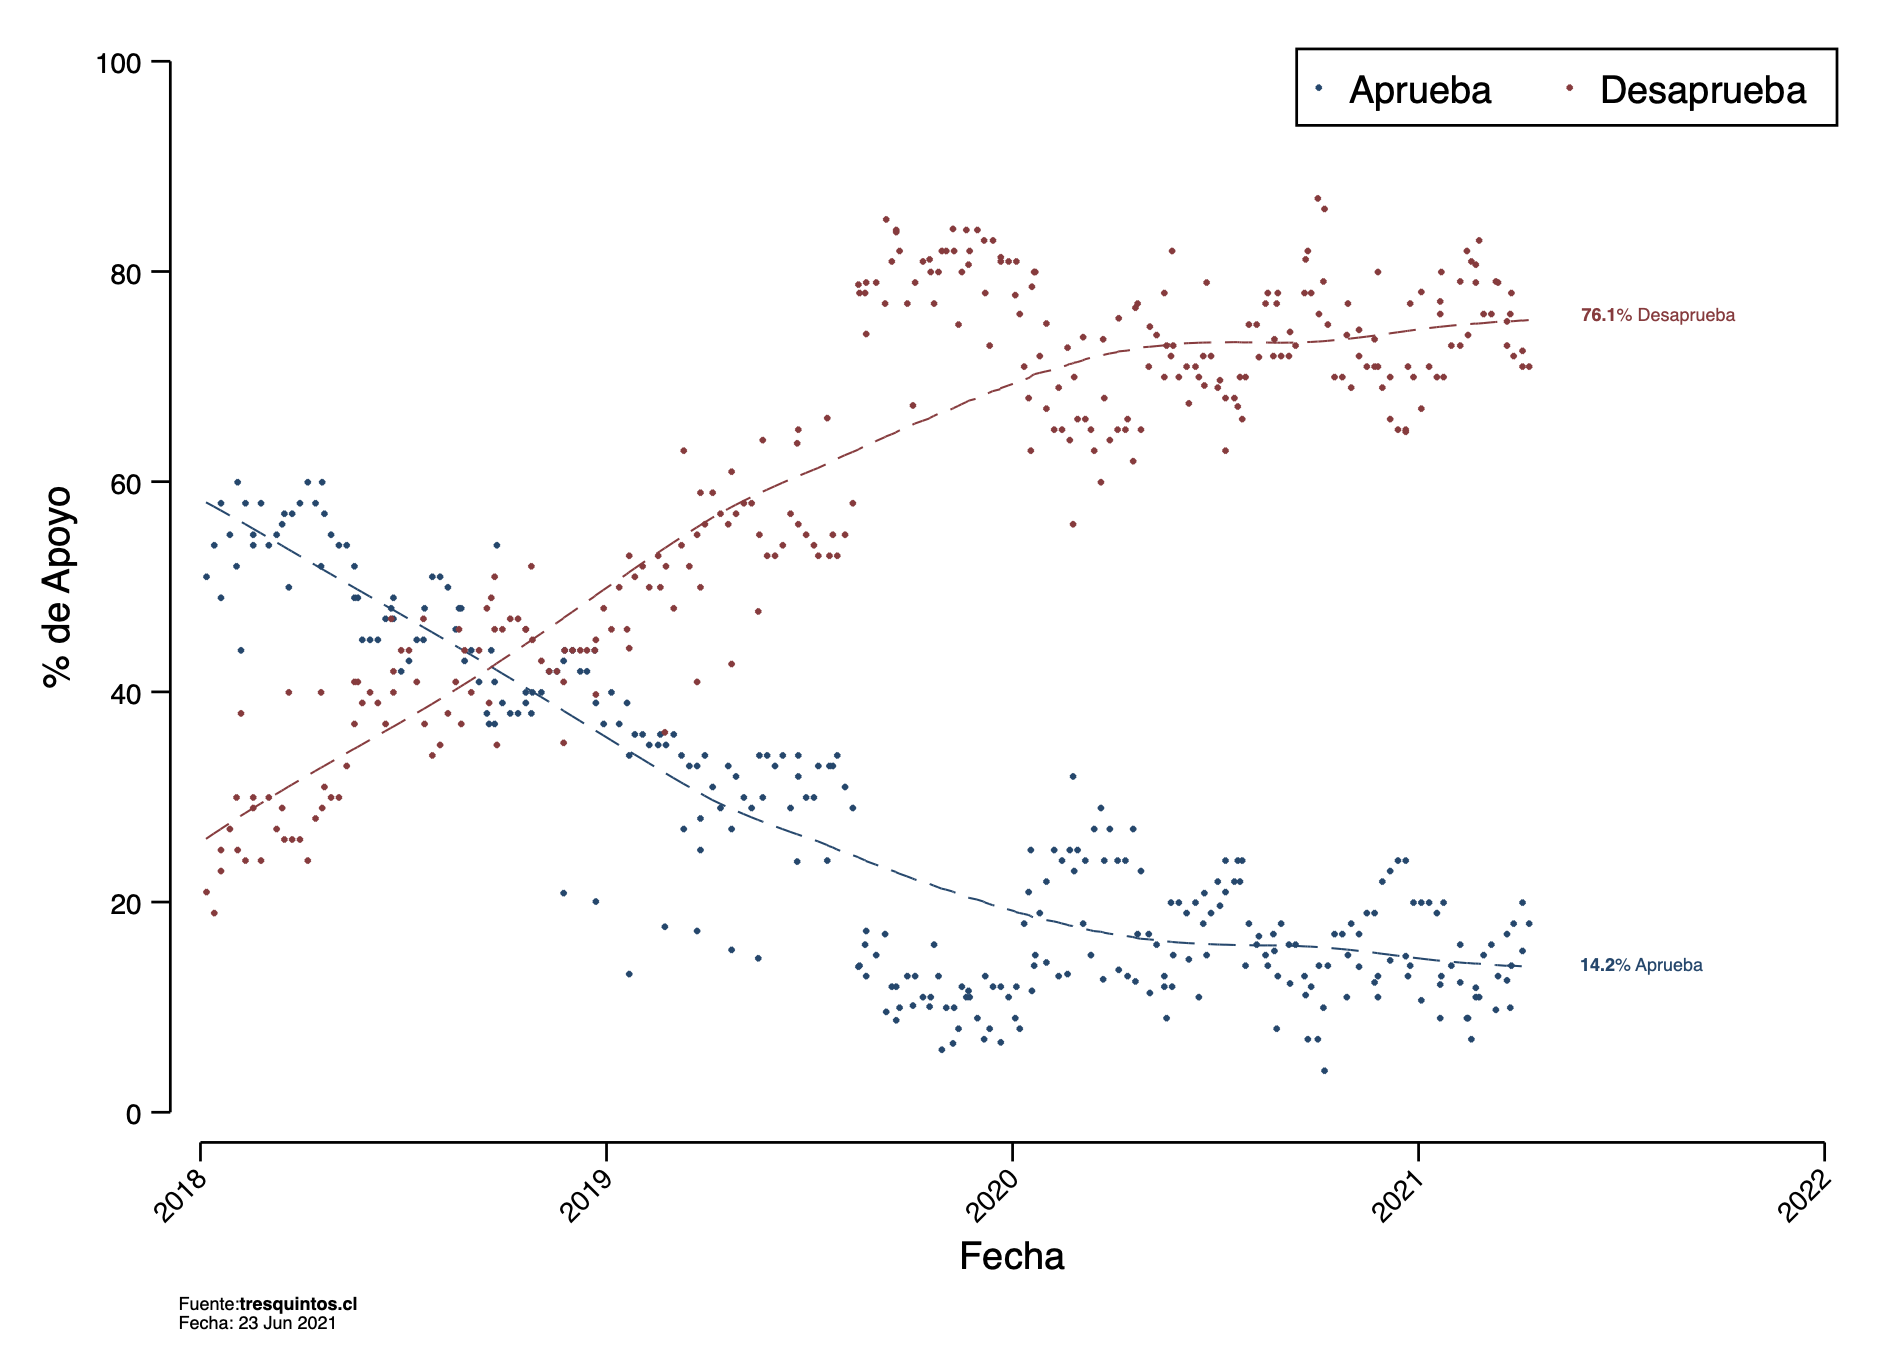 Aprueba Desaprueba
100
80
60
40
20
0
% de Apoyo
76.1% Desaprueba
14.2% Aprueba
2018 2019 2020 2021 2022
Fecha
Fuente:tresquintos.cl
Fecha: 23 Jun 2021